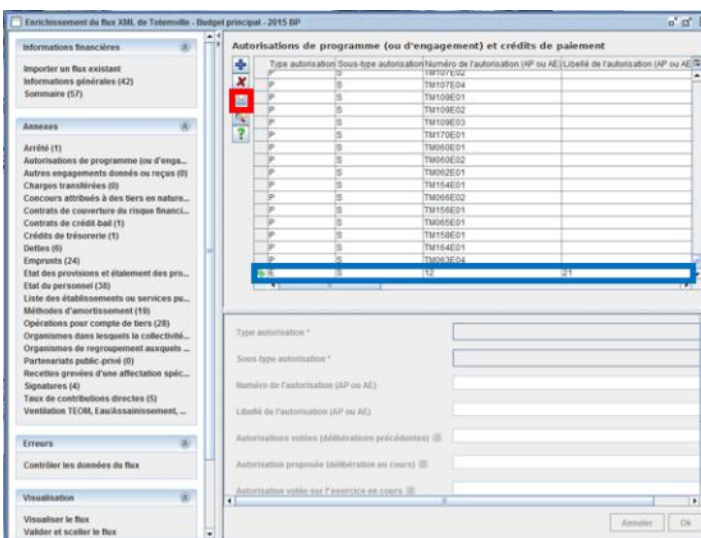 Enrichissement du flux XML de Totemville - Budget principal - 2015 BP
Informations financières
Importer un flux existant
Informations générales (42)
Sommaire (57)
Annexes
Arrêté (1)
Autorisations de programme (ou d'enga...
Autres engagements donnés ou reçus (0)
Charges transférées (0)
Concours attribués à des tiers en nature...
Contrats de couverture du risque financi...
Contrats de crédit-bail (1)
Crédits de trésorerie (1)
Dettes (6)
Emprunts (24)
Etat des provisions et étalement des pro...
Etat du personnel (38)
Liste des établissements ou services pu...
Méthodes d'amortissement (19)
Opérations pour compte de tiers (28)
Organismes dans lesquels la collectivité...
Organismes de regroupement auxquels ...
Partenariats public-privé (0)
Recettes grevées d'une affectation spéc...
Signatures (4)
Taux de contributions directes (5)
Ventilation TEOM, Eau/Assainissement, ...
Erreurs
Contrôler les données du flux
Visualisation
Visualiser le flux
Valider et sceller le flux
Autorisations de programme (ou d'engagement) et crédits de paiement
Type autorisation Sous-type autorisation Numéro de l'autorisation (AP ou AE) Libellé de l'autorisation (AP ou AE)
P S TM107E02
P S TM107E04
P S TM109E01
P S TM109E02
P S TM109E03
P S TM170E01
P S TM060E01
P S TM060E02
P S TM062E01
P S TM154E01
P S TM066E02
P S TM156E01
P S TM065E01
P S TM158E01
P S TM164E01
P S TM063E04
E S 12 21
Type autorisation *
Sous-type autorisation *
Numéro de l'autorisation (AP ou AE)
Libellé de l'autorisation (AP ou AE)
Autorisations votées (délibérations précédentes)
Autorisation proposée (délibération en cours)
Autorisation votée sur l'exercice en cours
Annuler Ok